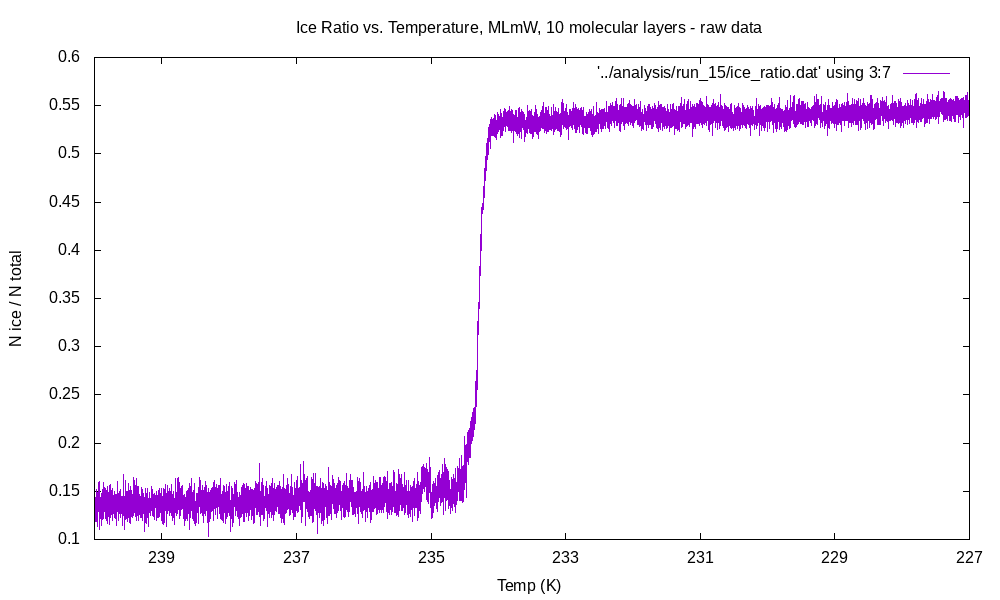 Ice Ratio vs. Temperature, MLmW, 10 molecular layers - raw data
'../analysis/run_15/ice_ratio.dat' using 3:7
0.6
0.55
0.5
0.45
0.4
0.35
0.3
0.25
0.2
0.15
0.1
N ice / N total
239 237 235 233 231 229 227
Temp (K)